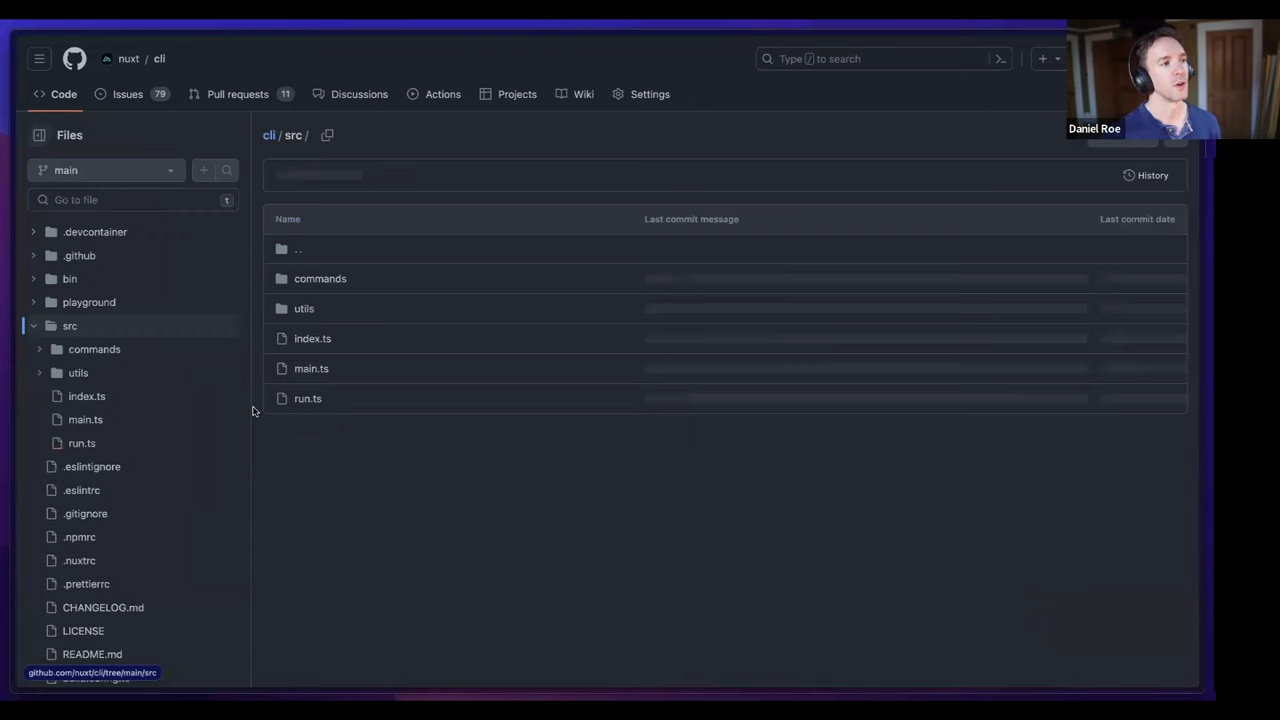 nuxt / cli
Type / to search
Daniel Roe
Code
Issues 79
Pull requests 11
Discussions
Actions
Projects
Wiki
Settings
Files
cli / src /
main
History
Go to file
t
Name
Last commit message
Last commit date
.devcontainer
.github
..
bin
commands
playground
utils
src
index.ts
commands
main.ts
utils
run.ts
index.ts
main.ts
run.ts
.eslintignore
.eslintrc
.gitignore
.npmrc
.nuxtrc
.prettierrc
CHANGELOG.md
LICENSE
README.md
github.com/nuxt/cli/tree/main/src